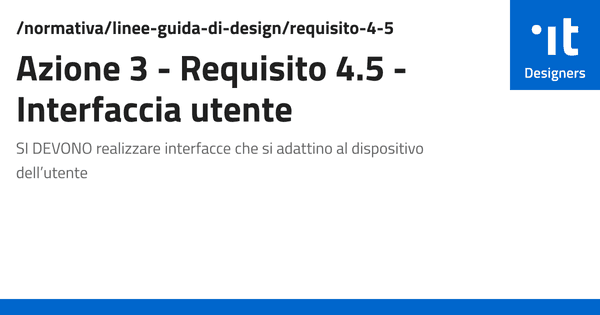 /normativa/linee-guida-di-design/requisito-4-5
Azione 3 - Requisito 4.5 -
Interfaccia utente
SI DEVONO realizzare interfacce che si adattino al dispositivo
dell’utente
.it
Designers